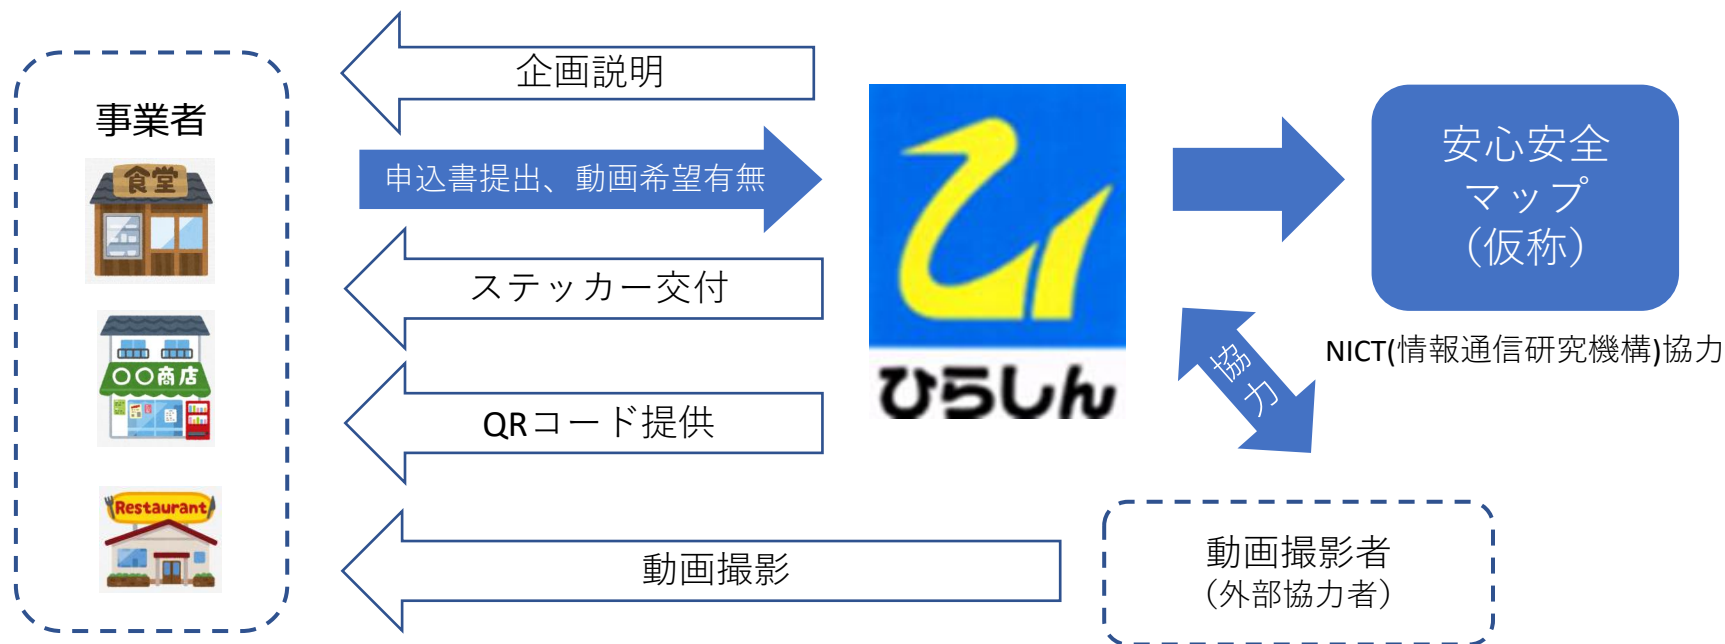 事業者
食堂
〇〇商店
Restaurant
企画説明
申込書提出、動画希望有無
ステッカー交付
QRコード提供
動画撮影
ひらしん
安心安全
マップ
（仮称）
NICT(情報通信研究機構)協力
協力
動画撮影者
（外部協力者）